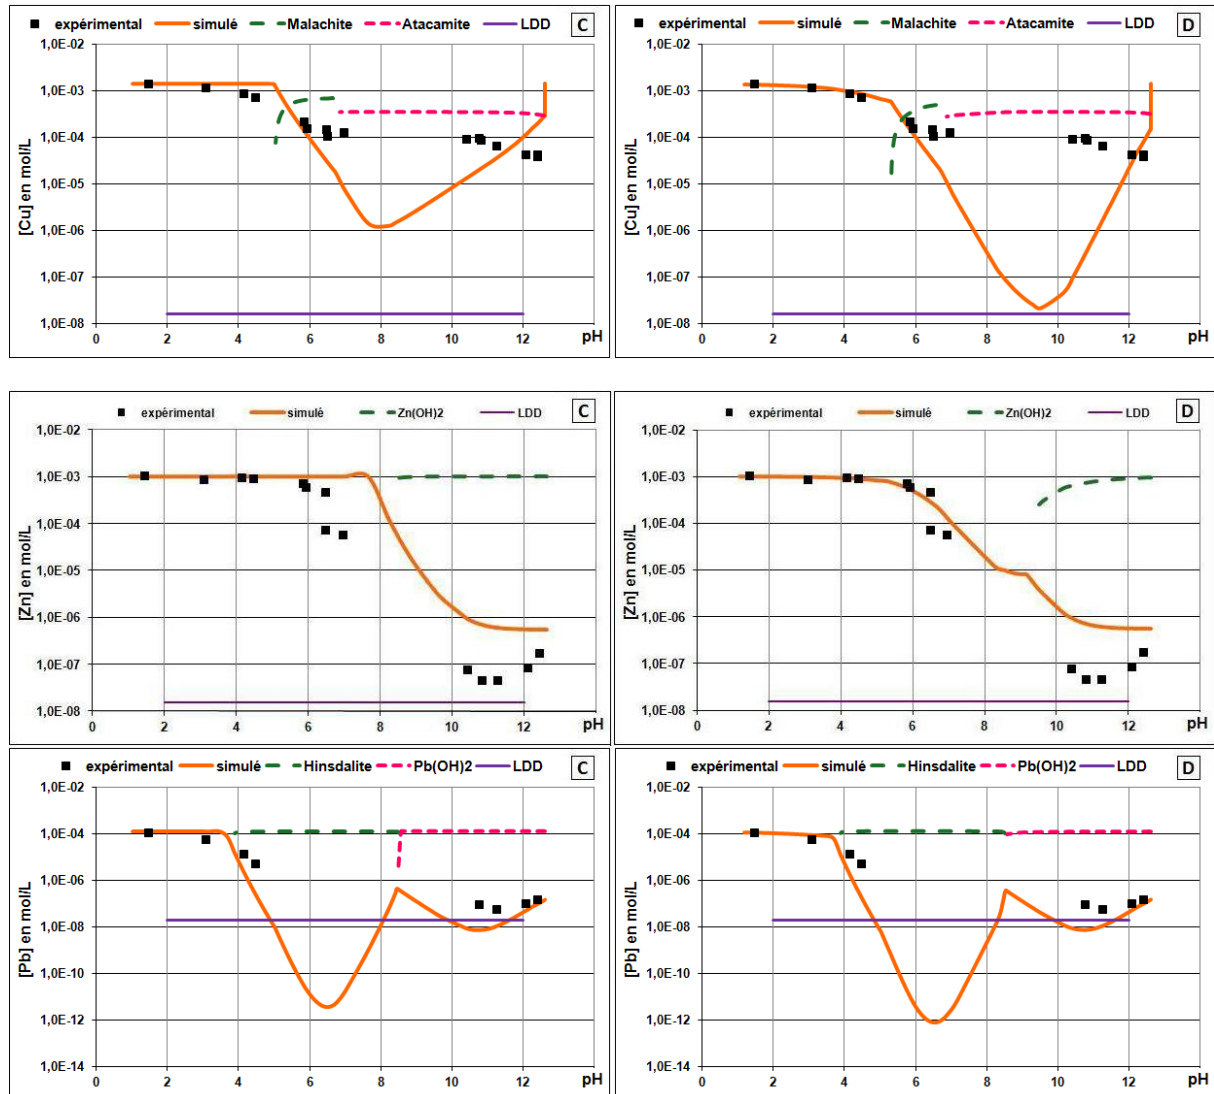 expérimental simulé Malachite Atacamite LDD C
1,0E-02
1,0E-03
1,0E-04
1,0E-05
1,0E-06
1,0E-07
1,0E-08
[Cu] en mol/L
0 2 4 6 8 10 12 pH
expérimental simulé Malachite Atacamite LDD D
1,0E-02
1,0E-03
1,0E-04
1,0E-05
1,0E-06
1,0E-07
1,0E-08
[Cu] en mol/L
0 2 4 6 8 10 12 pH
expérimental simulé Zn(OH)2 LDD C
1,0E-02
1,0E-03
1,0E-04
1,0E-05
1,0E-06
1,0E-07
1,0E-08
[Zn] en mol/L
0 2 4 6 8 10 12 pH
expérimental simulé Zn(OH)2 LDD D
1,0E-02
1,0E-03
1,0E-04
1,0E-05
1,0E-06
1,0E-07
1,0E-08
[Zn] en mol/L
0 2 4 6 8 10 12 pH
expérimental simulé Hinsdalite Pb(OH)2 LDD C
1,0E-02
1,0E-04
1,0E-06
1,0E-08
1,0E-10
1,0E-12
1,0E-14
[Pb] en mol/L
0 2 4 6 8 10 12 pH
expérimental simulé Hinsdalite Pb(OH)2 LDD D
1,0E-02
1,0E-04
1,0E-06
1,0E-08
1,0E-10
1,0E-12
1,0E-14
[Pb] en mol/L
0 2 4 6 8 10 12 pH